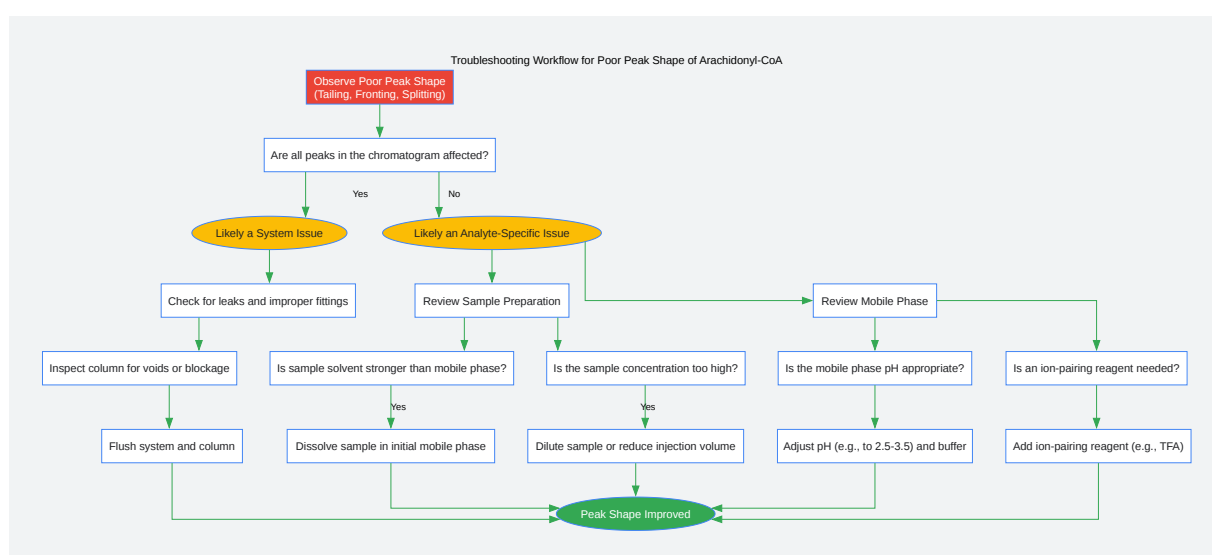 Troubleshooting Workflow for Poor Peak Shape of Arachidonyl-CoA
Observe Poor Peak Shape
(Tailing, Fronting, Splitting)
Are all peaks in the chromatogram affected?
Yes
No
Likely a System Issue
Likely an Analyte-Specific Issue
Check for leaks and improper fittings
Review Sample Preparation
Review Mobile Phase
Inspect column for voids or blockage
Is sample solvent stronger than mobile phase?
Is the sample concentration too high?
Is the mobile phase pH appropriate?
Is an ion-pairing reagent needed?
Yes
Yes
Flush system and column
Dissolve sample in initial mobile phase
Dilute sample or reduce injection volume
Adjust pH (e.g., to 2.5-3.5) and buffer
Add ion-pairing reagent (e.g., TFA)
Peak Shape Improved